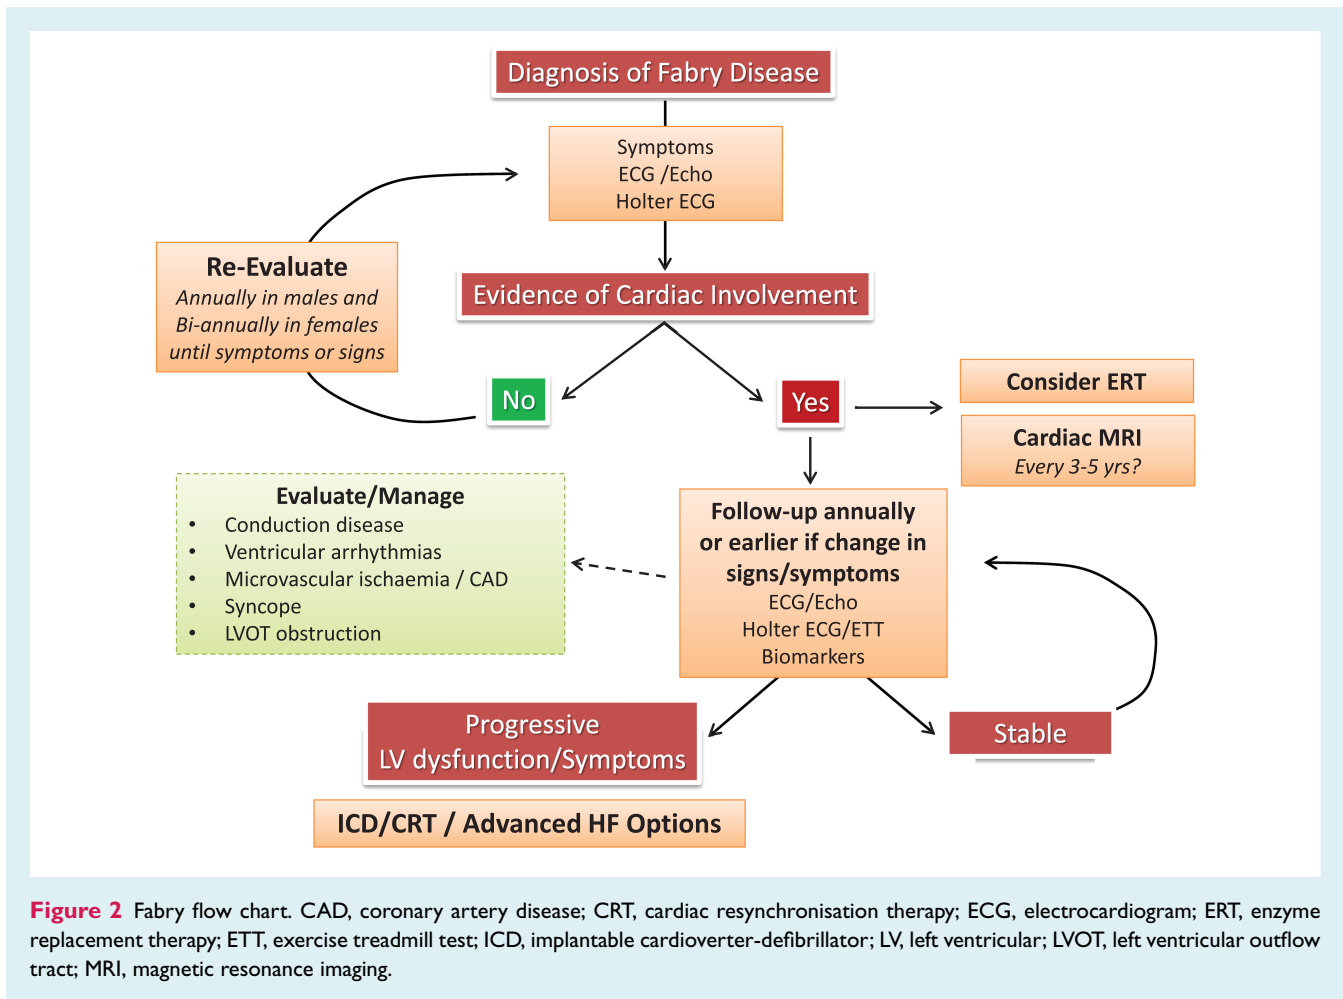 Diagnosis of Fabry Disease
Symptoms
ECG /Echo
Holter ECG
Re-Evaluate
Annually in males and
Bi-annually in females
until symptoms or signs
Evidence of Cardiac Involvement
No
Yes
Consider ERT
Cardiac MRI
Every 3-5 yrs?
Evaluate/Manage
• Conduction disease
• Ventricular arrhythmias
• Microvascular ischaemia / CAD
• Syncope
• LVOT obstruction
Follow-up annually
or earlier if change in
signs/symptoms
ECG/Echo
Holter ECG/ETT
Biomarkers
Progressive
LV dysfunction/Symptoms
Stable
ICD/CRT / Advanced HF Options
Figure 2 Fabry flow chart. CAD, coronary artery disease; CRT, cardiac resynchronisation therapy; ECG, electrocardiogram; ERT, enzyme
replacement therapy; ETT, exercise treadmill test; ICD, implantable cardioverter-defibrillator; LV, left ventricular; LVOT, left ventricular outflow
tract; MRI, magnetic resonance imaging.